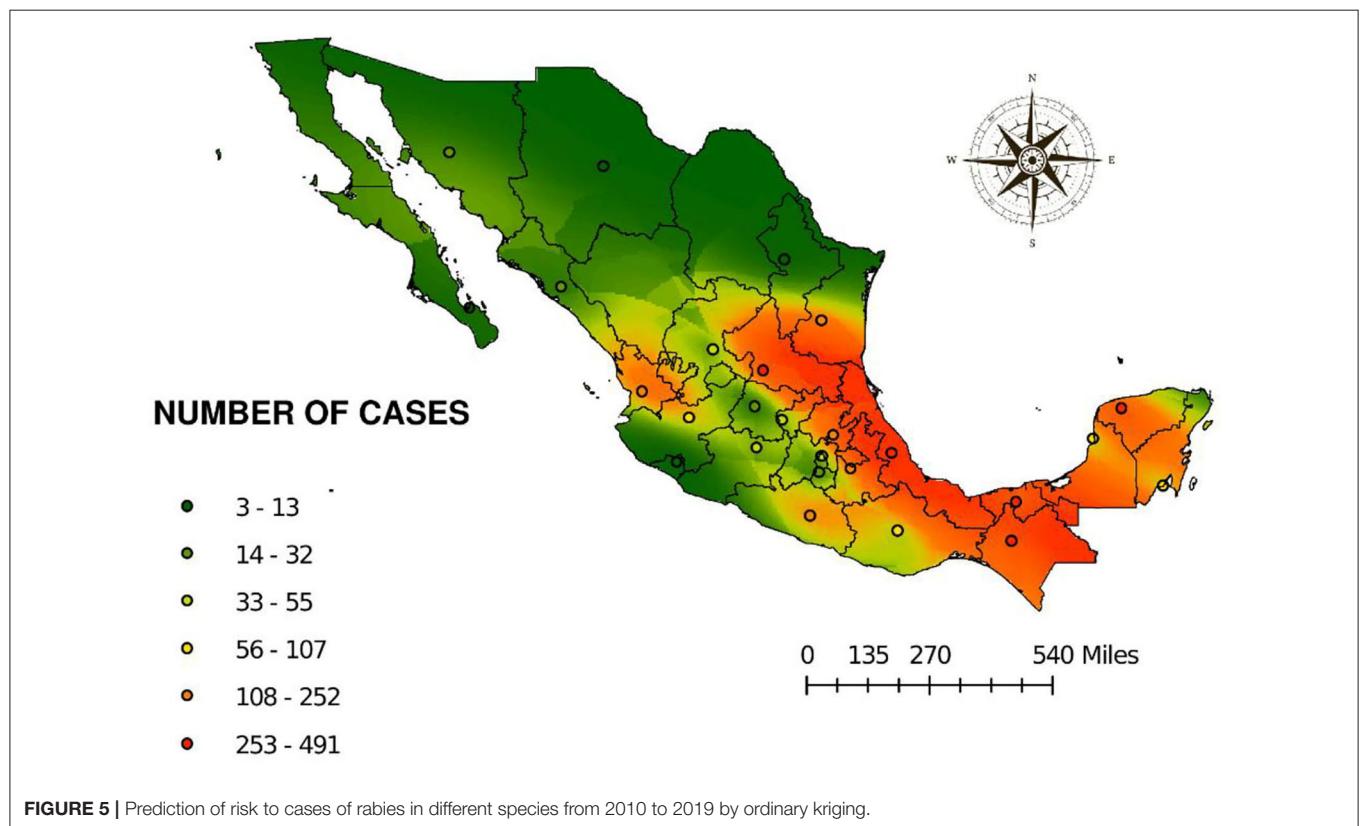 N
W
E
S
NUMBER OF CASES
3 - 13
14 - 32
33 - 55
56 - 107
108 - 252
253 - 491
0 135 270 540 Miles
FIGURE 5 | Prediction of risk to cases of rabies in different species from 2010 to 2019 by ordinary kriging.